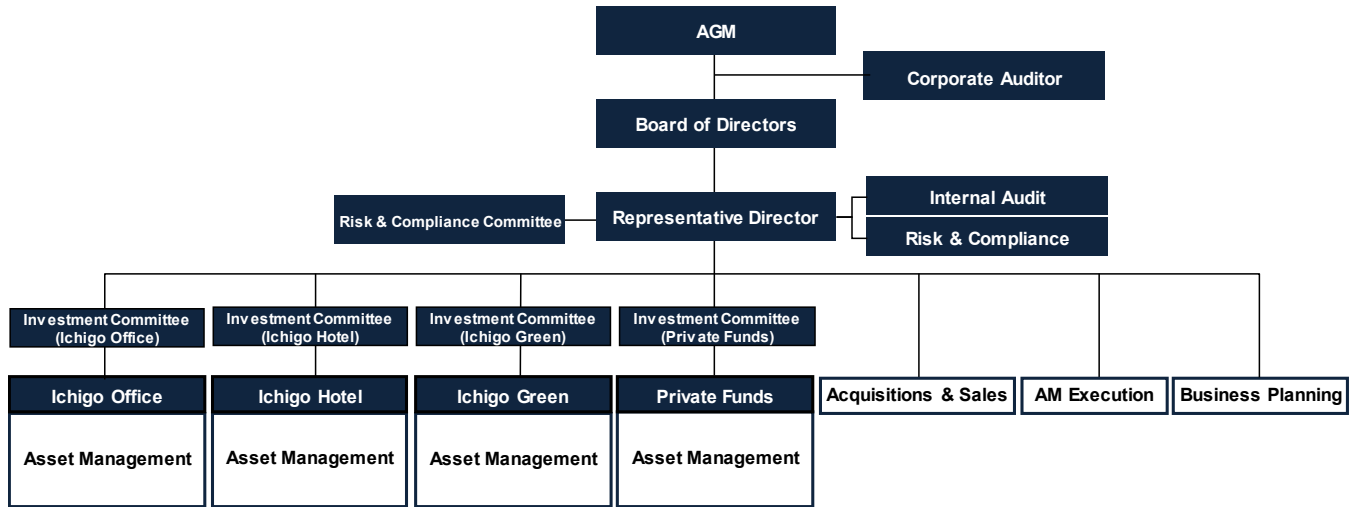 AGM
Corporate Auditor
Board of Directors
Internal Audit
Risk & Compliance Committee
Representative Director
Risk & Compliance
Investment Committee
(Ichigo Office)
Investment Committee
(Ichigo Hotel)
Investment Committee
(Ichigo Green)
Investment Committee
(Private Funds)
Ichigo Office
Ichigo Hotel
Ichigo Green
Private Funds
Acquisitions & Sales
AM Execution
Business Planning
Asset Management
Asset Management
Asset Management
Asset Management